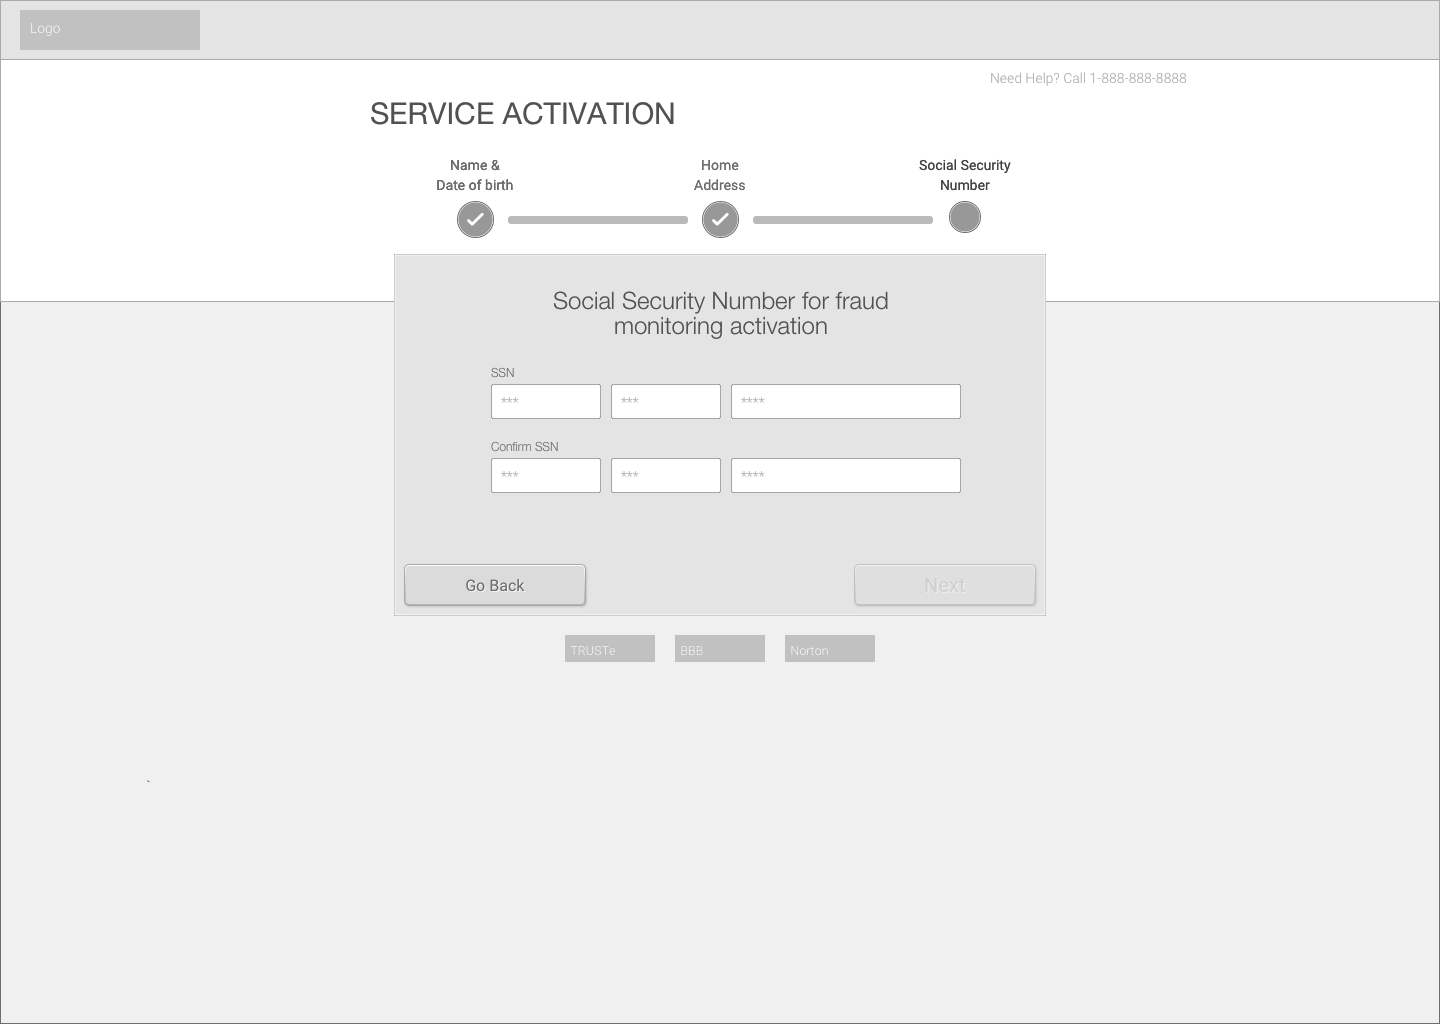 Logo
Need Help? Call 1-888-888-8888
SERVICE ACTIVATION
Name &
Date of birth
Home
Address
Social Security
Number
Social Security Number for fraud
monitoring activation
SSN
*** *** ****
Confirm SSN
*** *** ****
Go Back
Next
TRUSTe
BBB
Norton
`